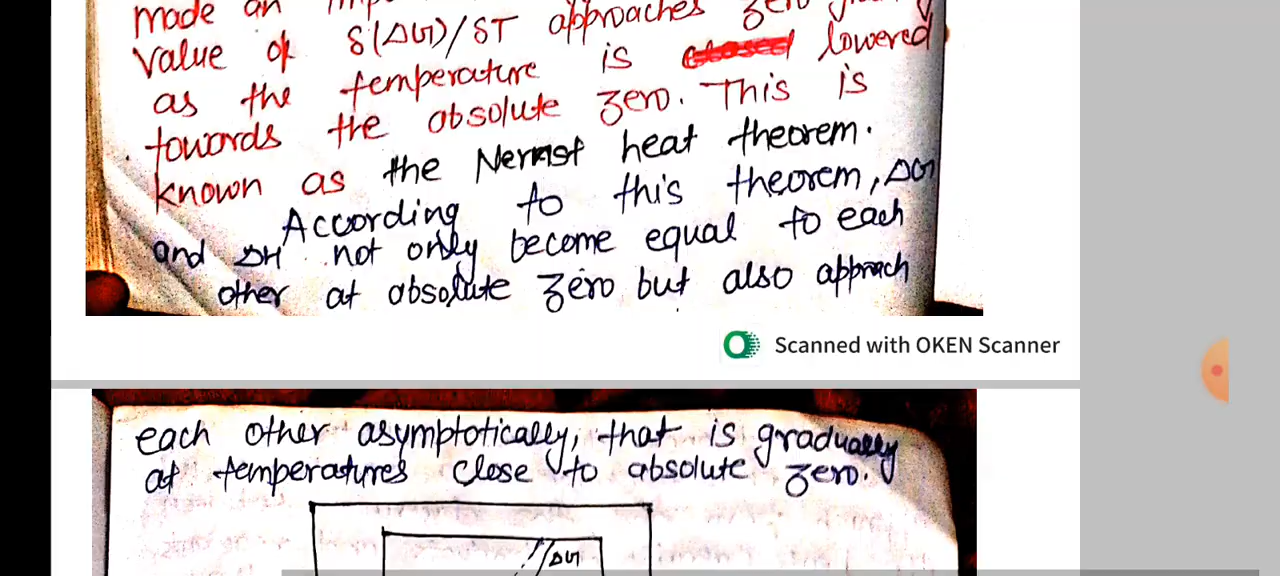 made an
value of δ(ΔG)/δT approaches zero
as the temperature is closed lowered
towards the absolute zero. This is
known as the Nernst heat theorem.
According to this theorem, ΔG
and ΔH not only become equal to each
other at absolute zero but also approach
Scanned with OKEN Scanner
each other asymptotically, that is gradually
at temperatures close to absolute zero.
ΔG